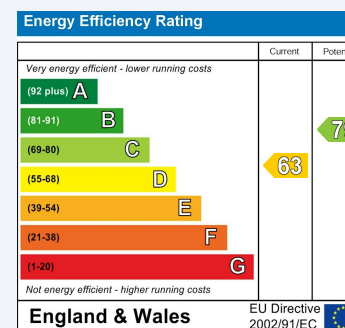 Energy Efficiency Rating
Current
Very energy efficient - lower running costs
(92 plus) A
(81-91) B
(69-80) C
(55-68) D
63
(39-54) E
(21-38) F
(1-20) G
Not energy efficient - higher running costs
England & Wales
EU Directive
2002/91/EC